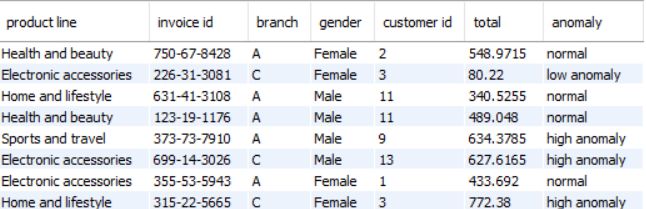 product line invoice id branch gender customer id total anomaly
Health and beauty 750-67-8428 A Female 2 548.9715 normal
Electronic accessories 226-31-3081 C Female 3 80.22 low anomaly
Home and lifestyle 631-41-3108 A Male 11 340.5255 normal
Health and beauty 123-19-1176 A Male 11 489.048 normal
Sports and travel 373-73-7910 A Male 9 634.3785 high anomaly
Electronic accessories 699-14-3026 C Male 13 627.6165 high anomaly
Electronic accessories 355-53-5943 A Female 1 433.692 normal
Home and lifestyle 315-22-5665 C Female 3 772.38 high anomaly